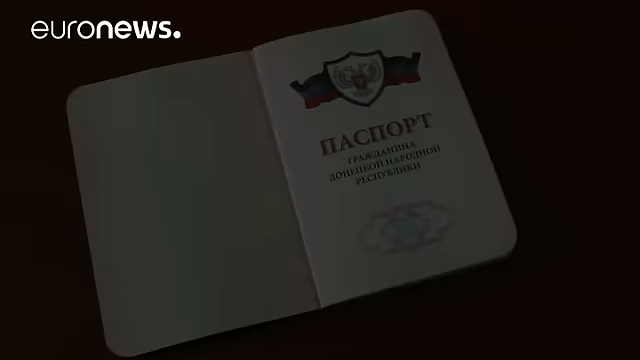 euronews.
ПАСПОРТ
ГРАЖДАНИНА
ДОНЕЦКОЙ НАРОДНОЙ
РЕСПУБЛИКИ